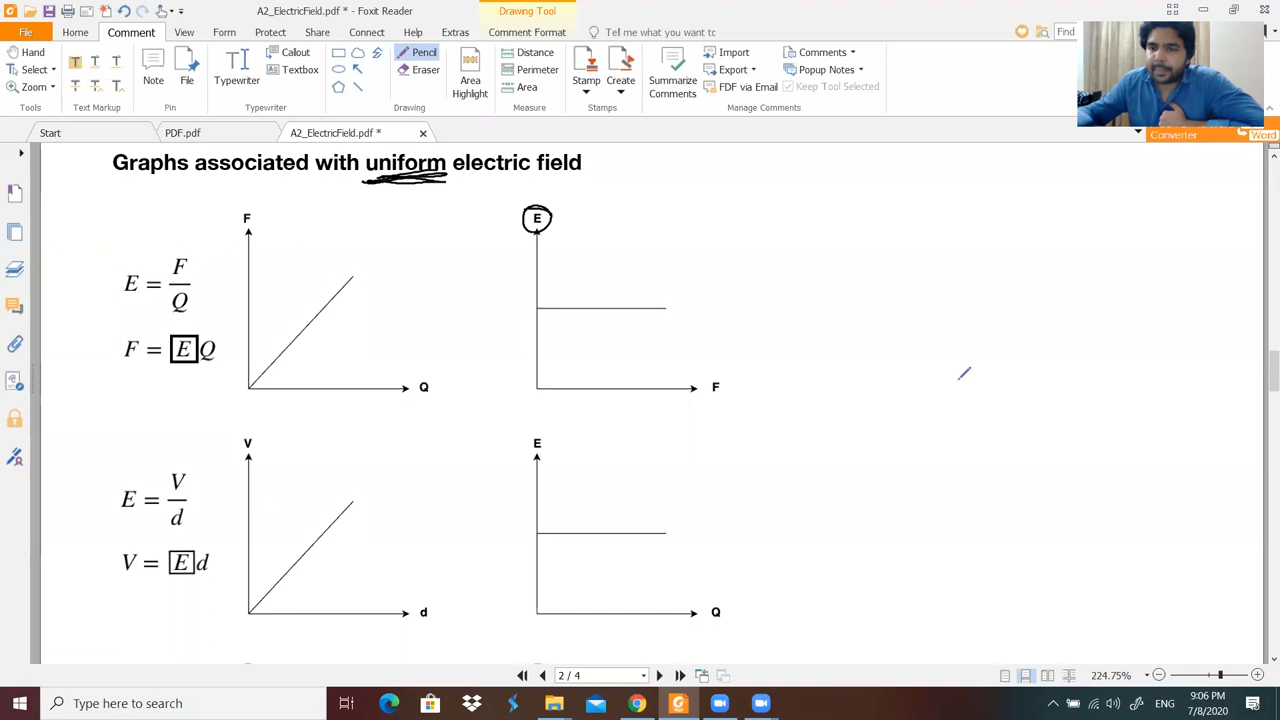 A2_ElectricField.pdf * - Foxit Reader
Drawing Tool
File Home Comment View Form Protect Share Connect Help Extras Comment Format Tell me what you want tc Find
Hand
Select
Zoom
Tools
Text Markup
Note
File
Pin
Typewriter
Callout
Textbox
Typewriter
Pencil
Eraser
Drawing
Area
Highlight
Distance
Perimeter
Area
Measure
Stamp
Create
Stamps
Summarize
Comments
Import
Export
FDF via Email
Comments
Popup Notes
Keep Tool Selected
Manage Comments
Start
PDF.pdf
A2_ElectricField.pdf *
Converter
Word
Graphs associated with uniform electric field
E = F/Q
F = E Q
F
Q
E
F
E = V/d
V = E d
V
d
E
Q
2 / 4
224.75%
Type here to search
ENG
9:06 PM
7/8/2020